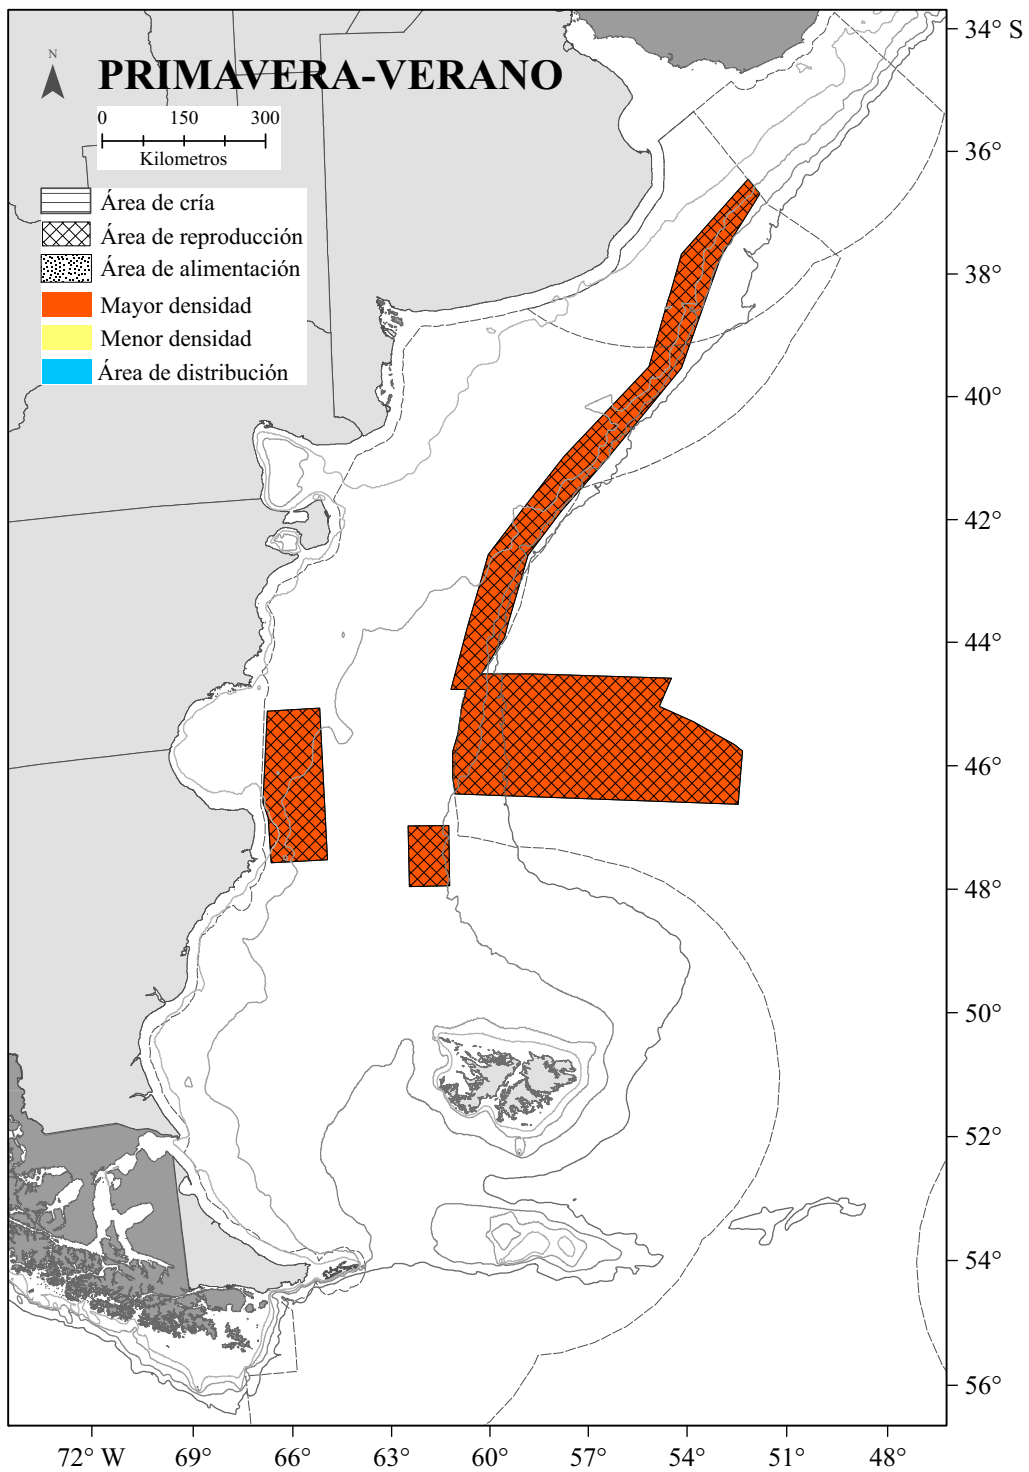 N
PRIMAVERA-VERANO
0 150 300
Kilometros
Área de cría
Área de reproducción
Área de alimentación
Mayor densidad
Menor densidad
Área de distribución
34° S
36°
38°
40°
42°
44°
46°
48°
50°
52°
54°
56°
72° W 69° 66° 63° 60° 57° 54° 51° 48°